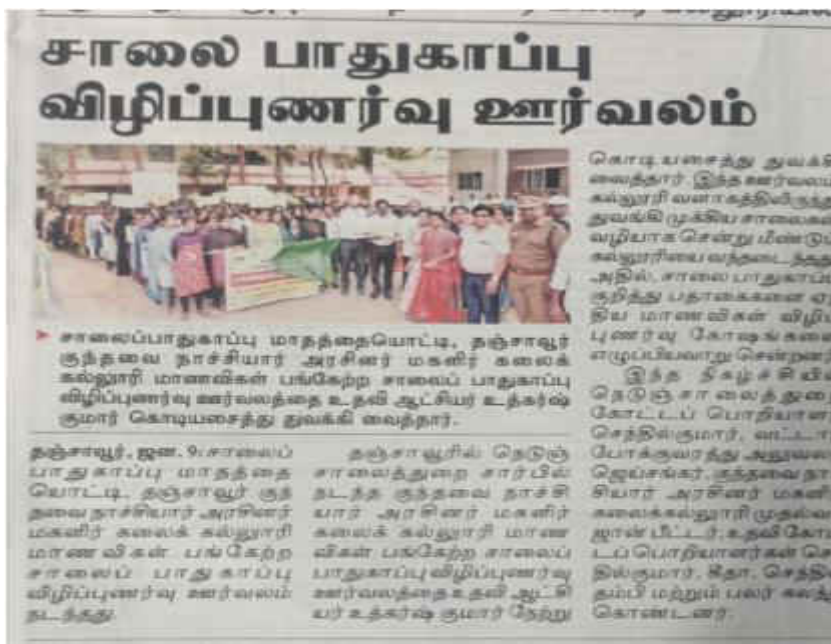 சாலை பாதுகாப்பு
விழிப்புணர்வு ஊர்வலம்
சாலைப்பாதுகாப்பு மாதத்தையொட்டி, தஞ்சாவூர்
குந்தவை நாச்சியார் அரசினர் மகளிர் கலைக்
கல்லூரி மாணவிகள் பங்கேற்ற சாலைப் பாதுகாப்பு
விழிப்புணர்வு ஊர்வலத்தை உதவி ஆட்சியர் உத்கர்ஷ்
குமார் கொடியசைத்து துவக்கி வைத்தார்.
தஞ்சாவூர், ஜன. 9: சாலைப்
பாதுகாப்பு மாதத்தை
யொட்டி, தஞ்சாவூர் குந்
தவை நாச்சியார் அரசினர்
மகளிர் கலைக் கல்லூரி
மாணவிகள் பங்கேற்ற
சாலைப் பாதுகாப்பு
விழிப்புணர்வு ஊர்வலம்
நடந்தது.
தஞ்சாவூரில் நெடுஞ்
சாலைத்துறை சார்பில்
நடந்த குந்தவை நாச்சி
யார் அரசினர் மகளிர்
கலைக் கல்லூரி மாண
விகள் பங்கேற்ற சாலைப்
பாதுகாப்பு விழிப்புணர்வு
ஊர்வலத்தை உதவி ஆட்சி
யர் உத்கர்ஷ் குமார் நேற்று
கொடியசைத்து துவக்கி
வைத்தார். இந்த ஊர்வலம்
கல்லூரி வளாகத்திலிருந்து
துவங்கி முக்கிய சாலைகள்
வழியாக சென்று மீண்டும்
கல்லூரியை வந்தடைந்தது.
அதில், சாலை பாதுகாப்பு
குறித்து பதாகைகளை ஏந்
திய மாணவிகள் விழிப்
புணர்வு கோஷங்களை
எழுப்பியவாறு சென்றனர்.
இந்த நிகழ்ச்சியில்
நெடுஞ்சாலைத்துறை
கோட்டப் பொறியாளர்
செந்தில்குமார், வட்டார
போக்குவரத்து அலுவலர்
ஜெய்சங்கர், குந்தவை நாச்
சியார் அரசினர் மகளிர்
கலைக்கல்லூரி முதல்வர்
ஜான் பீட்டர், உதவி கோட்
டப் பொறியாளர்கள் செந்
தில்குமார், கீதா, செந்தில்
தம்பி மற்றும் பலர் கலந்து
கொண்டனர்.